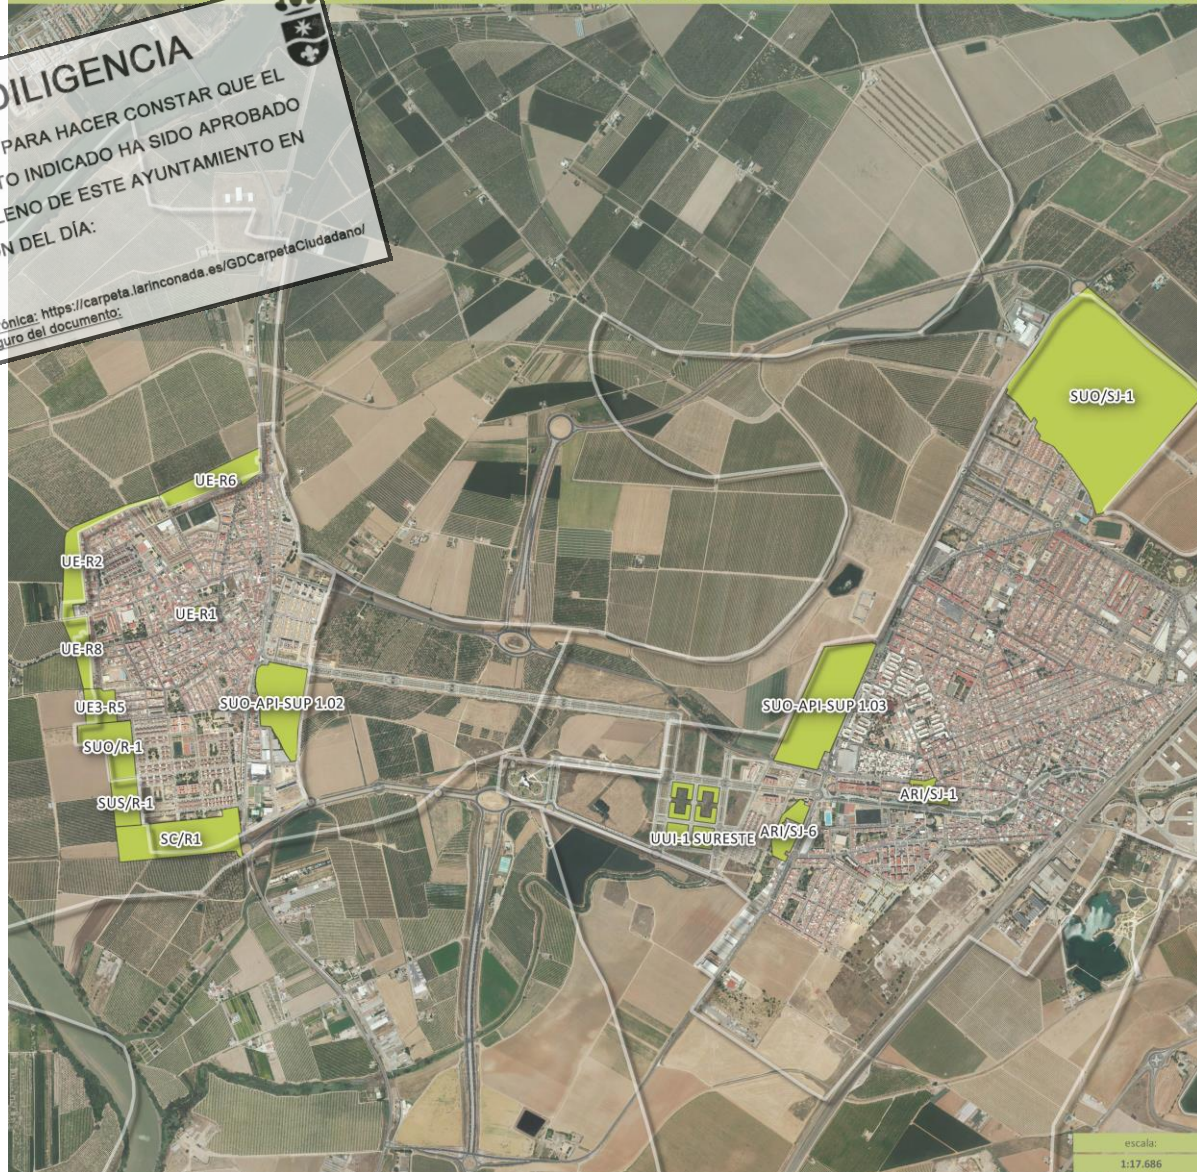 DILIGENCIA
PARA HACER CONSTAR QUE EL
TO INDICADO HA SIDO APROBADO
LENO DE ESTE AYUNTAMIENTO EN
ÓN DEL DÍA:
rónica: https://carpeta.larinconada.es/GDCarpetaCiudadano/
guro del documento:
SUO/SJ-1
UE-R6
UE-R2
UE-R1
UE-R8
UE3-R5
SUO-API-SUP 1.02
SUO-API-SUP 1.03
SUO/R-1
SUS/R-1
ARI/SJ-1
SC/R1
UUI-1 SURESTE
ARI/SJ-6
escala:
1:17.686